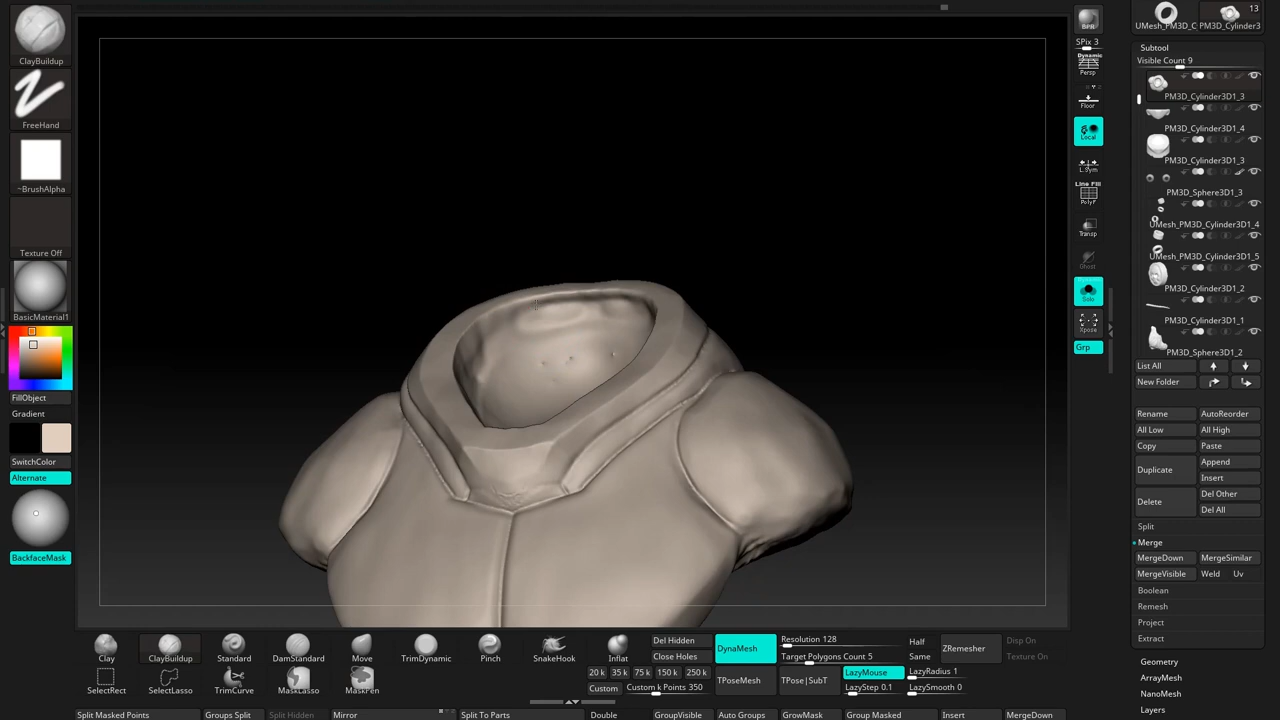 ClayBuildup
FreeHand
~BrushAlpha
Texture Off
BasicMaterial1
FillObject
Gradient
SwitchColor
Alternate
BackfaceMask
BPR
SPix 3
Dynamic
Persp
Floor
Local
L.Sym
Line Fill
PolyF
Transp
Ghost
Solo
Xpose
Grp
13
UMesh_PM3D_C PM3D_Cylinder3
Subtool
Visible Count 9
PM3D_Cylinder3D1_3
PM3D_Cylinder3D1_4
PM3D_Cylinder3D1_3
PM3D_Sphere3D1_3
UMesh_PM3D_Cylinder3D1_4
UMesh_PM3D_Cylinder3D1_5
PM3D_Cylinder3D1_2
PM3D_Cylinder3D1_1
PM3D_Sphere3D1_2
List All
New Folder
Rename AutoReorder
All Low All High
Copy Paste
Duplicate Append
Insert
Delete Del Other
Del All
Split
Merge
MergeDown MergeSimilar
MergeVisible Weld Uv
Boolean
Remesh
Project
Extract
Geometry
ArrayMesh
NanoMesh
Layers
Clay ClayBuildup Standard DamStandard Move TrimDynamic Pinch SnakeHook Inflat
SelectRect SelectLasso TrimCurve MaskLasso MaskPen
Del Hidden
Close Holes
20 k 35 k 75 k 150 k 250 k
Custom Custom k Points 350
DynaMesh
Resolution 128
Target Polygons Count 5
TPoseMesh TPose|SubT
LazyMouse
LazyStep 0.1
Half
Same
ZRemesher
LazyRadius 1
LazySmooth 0
Disp On
Texture On
Split Masked Points Groups Split Split Hidden Mirror Split To Parts Double GroupVisible Auto Groups GrowMask Group Masked Insert MergeDown